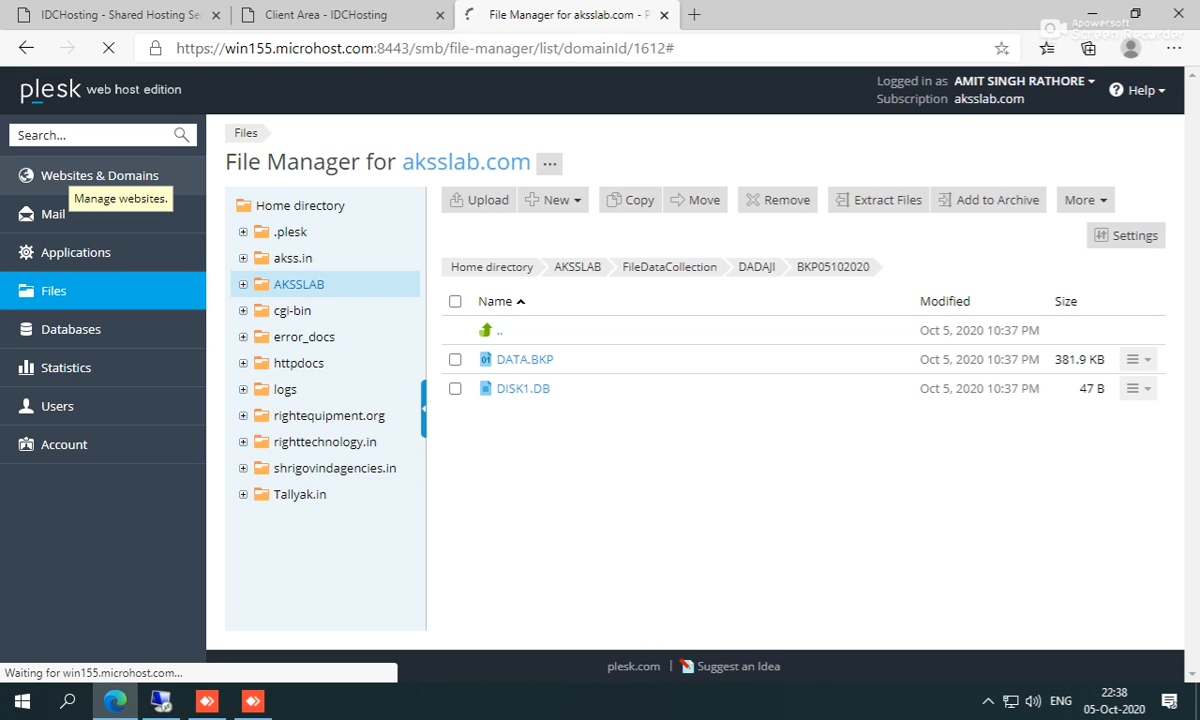 IDCHosting - Shared Hosting Se
Client Area - IDCHosting
File Manager for aksslab.com - P
Apowersoft
Screen Recorder
https://win155.microhost.com:8443/smb/file-manager/list/domainId/1612#
plesk web host edition
Logged in as AMIT SINGH RATHORE
Subscription aksslab.com
Help
Search...
Websites & Domains
Manage websites.
Mail
Applications
Files
Databases
Statistics
Users
Account
Files
File Manager for aksslab.com ...
Home directory
.plesk
akss.in
AKSSLAB
cgi-bin
error_docs
httpdocs
logs
rightequipment.org
righttechnology.in
shrigovindagencies.in
Tallyak.in
Upload New Copy Move Remove Extract Files Add to Archive More
Settings
Home directory AKSSLAB FileDataCollection DADAJI BKP05102020
Name Modified Size
.. Oct 5, 2020 10:37 PM
DATA.BKP Oct 5, 2020 10:37 PM 381.9 KB
DISK1.DB Oct 5, 2020 10:37 PM 47 B
plesk.com | Suggest an Idea
Waiting for win155.microhost.com...
ENG
22:38
05-Oct-2020